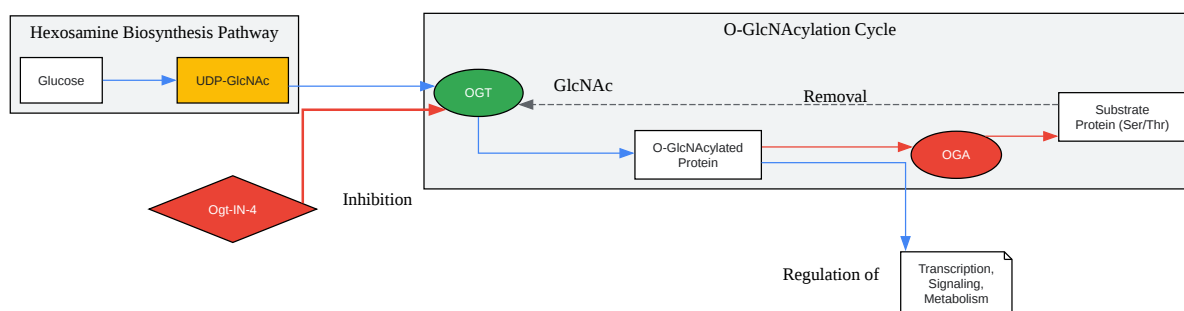 Hexosamine Biosynthesis Pathway
O-GlcNAcylation Cycle
Glucose
UDP-GlcNAc
OGT
GlcNAc
Removal
Substrate
Protein (Ser/Thr)
O-GlcNAcylated
Protein
OGA
Ogt-IN-4
Inhibition
Regulation of
Transcription,
Signaling,
Metabolism